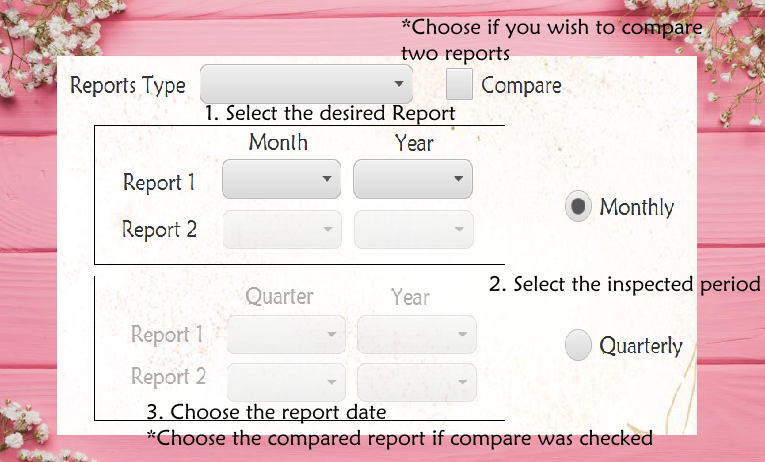 *Choose if you wish to compare
two reports
Reports Type
Compare
1. Select the desired Report
Month Year
Report 1
Report 2
Monthly
2. Select the inspected period
Quarter Year
Report 1
Report 2
Quarterly
3. Choose the report date
*Choose the compared report if compare was checked